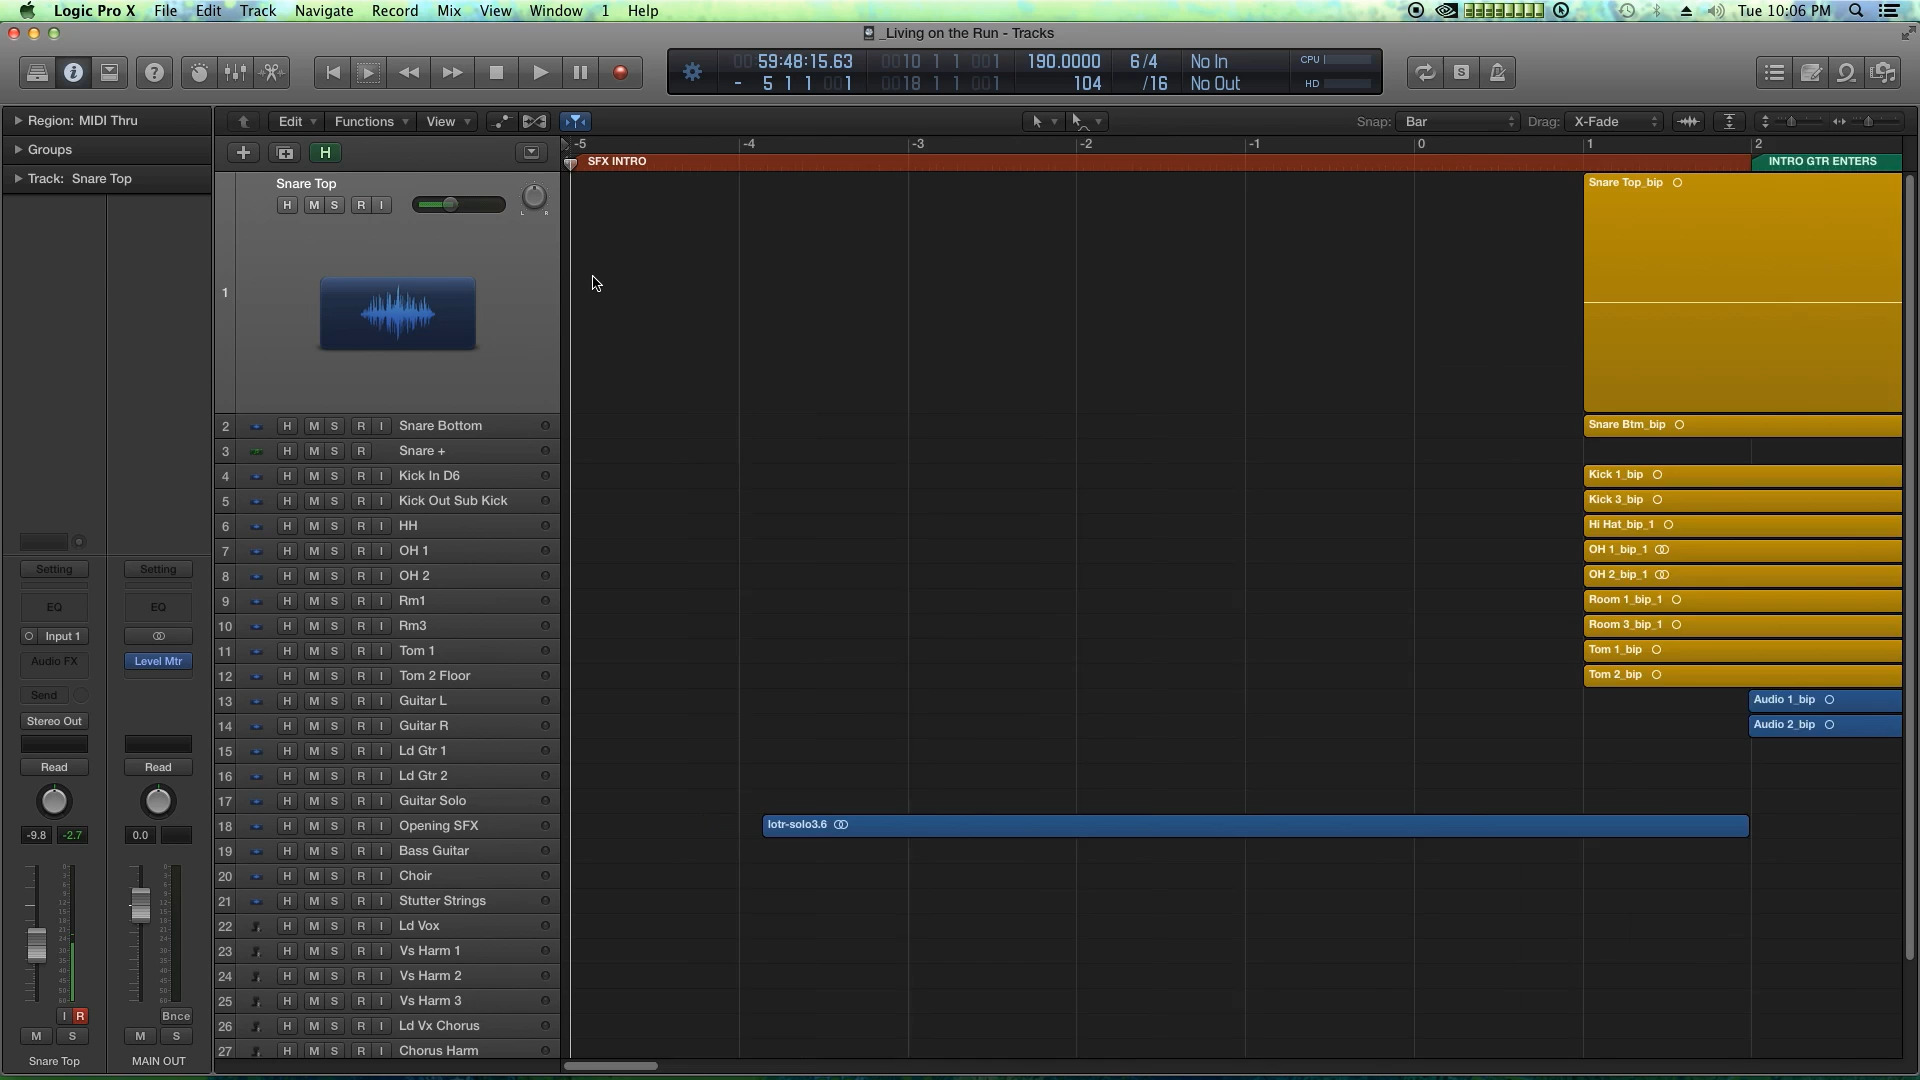 Logic Pro X File Edit Track Navigate Record Mix View Window 1 Help Tue 10:06 PM
_Living on the Run - Tracks
59:48:15.63 0010 1 1 001 190.0000 6/4 No In CPU
- 5 1 1 001 0018 1 1 001 104 /16 No Out HD
Region: MIDI Thru
Edit Functions View Snap: Bar Drag: X-Fade
Groups
H
-5 -4 -3 -2 -1 0 1 2
SFX INTRO INTRO GTR ENTERS
Track: Snare Top
Snare Top
H M S R I
L R
Snare Top_bip
1
2 H M S R I Snare Bottom Snare Btm_bip
3 H M S R Snare +
4 H M S R I Kick In D6 Kick 1_bip
5 H M S R I Kick Out Sub Kick Kick 3_bip
6 H M S R I HH Hi Hat_bip_1
7 H M S R I OH 1 OH 1_bip_1
8 H M S R I OH 2 OH 2_bip_1
9 H M S R I Rm1 Room 1_bip_1
10 H M S R I Rm3 Room 3_bip_1
11 H M S R I Tom 1 Tom 1_bip
12 H M S R I Tom 2 Floor Tom 2_bip
13 H M S R I Guitar L Audio 1_bip
14 H M S R I Guitar R Audio 2_bip
15 H M S R I Ld Gtr 1
16 H M S R I Ld Gtr 2
17 H M S R I Guitar Solo
18 H M S R I Opening SFX lotr-solo3.6
19 H M S R I Bass Guitar
20 H M S R I Choir
21 H M S R I Stutter Strings
22 H M S R I Ld Vox
23 H M S R I Vs Harm 1
24 H M S R I Vs Harm 2
25 H M S R I Vs Harm 3
26 H M S R I Ld Vx Chorus
27 H M S R I Chorus Harm
Setting Setting
EQ EQ
Input 1
Audio FX Level Mtr
Send
Stereo Out
Read Read
-9.8 -2.7 0.0
I R Bnce
M S M S
Snare Top MAIN OUT